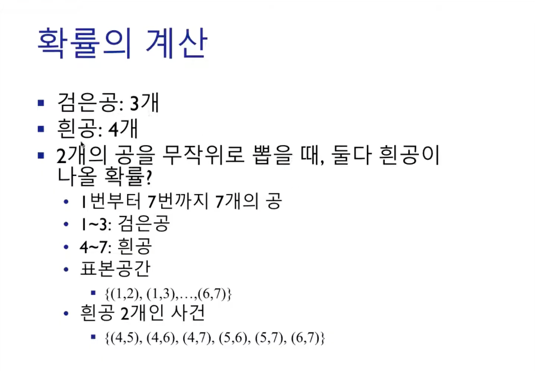 확률의 계산
▪ 검은공: 3개
▪ 흰공: 4개
▪ 2개의 공을 무작위로 뽑을 때, 둘다 흰공이
나올 확률?
• 1번부터 7번까지 7개의 공
• 1~3: 검은공
• 4~7: 흰공
• 표본공간
▪ {(1,2), (1,3),…,(6,7)}
• 흰공 2개인 사건
▪ {(4,5), (4,6), (4,7), (5,6), (5,7), (6,7)}